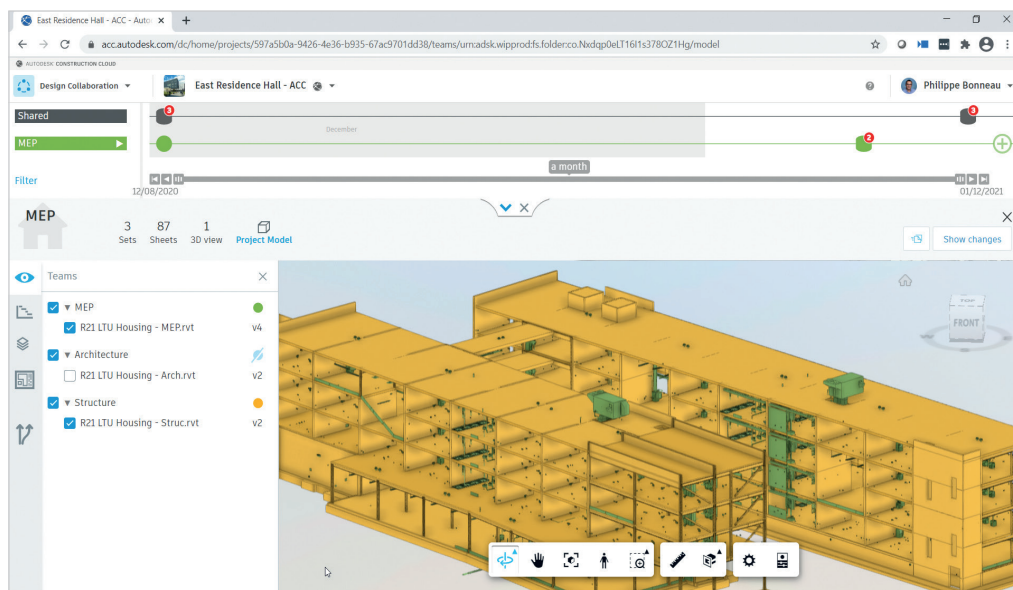 East Residence Hall - ACC - Auto
acc.autodesk.com/dc/home/projects/597a5b0a-9426-4e36-b935-67ac9701dd38/teams/urn:adsk.wipprod:fs.folder:co.Nxdqp0eLT16I1s378OZ1Hg/model
AUTODESK CONSTRUCTION CLOUD
Design Collaboration
East Residence Hall - ACC
Philippe Bonneau
Shared
3
3
December
MEP
2
a month
Filter
12/08/2020
01/12/2021
MEP
3 87 1
Sets Sheets 3D view Project Model
Show changes
Teams
MEP
R21 LTU Housing - MEP.rvt v4
Architecture
R21 LTU Housing - Arch.rvt v2
Structure
R21 LTU Housing - Struc.rvt v2
FRONT